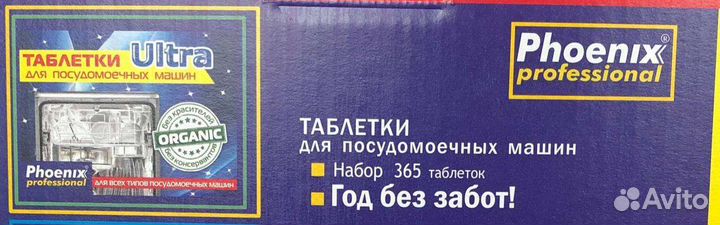 ТАБЛЕТКИ Ultra
для посудомоечных машин
без красителей
ORGANIC
без консервантов
Phoenix
professional
для всех типов посудомоечных машин
Phoenix®
professional
ТАБЛЕТКИ
для посудомоечных машин
Набор 365 таблеток
Год без забот!
Avito